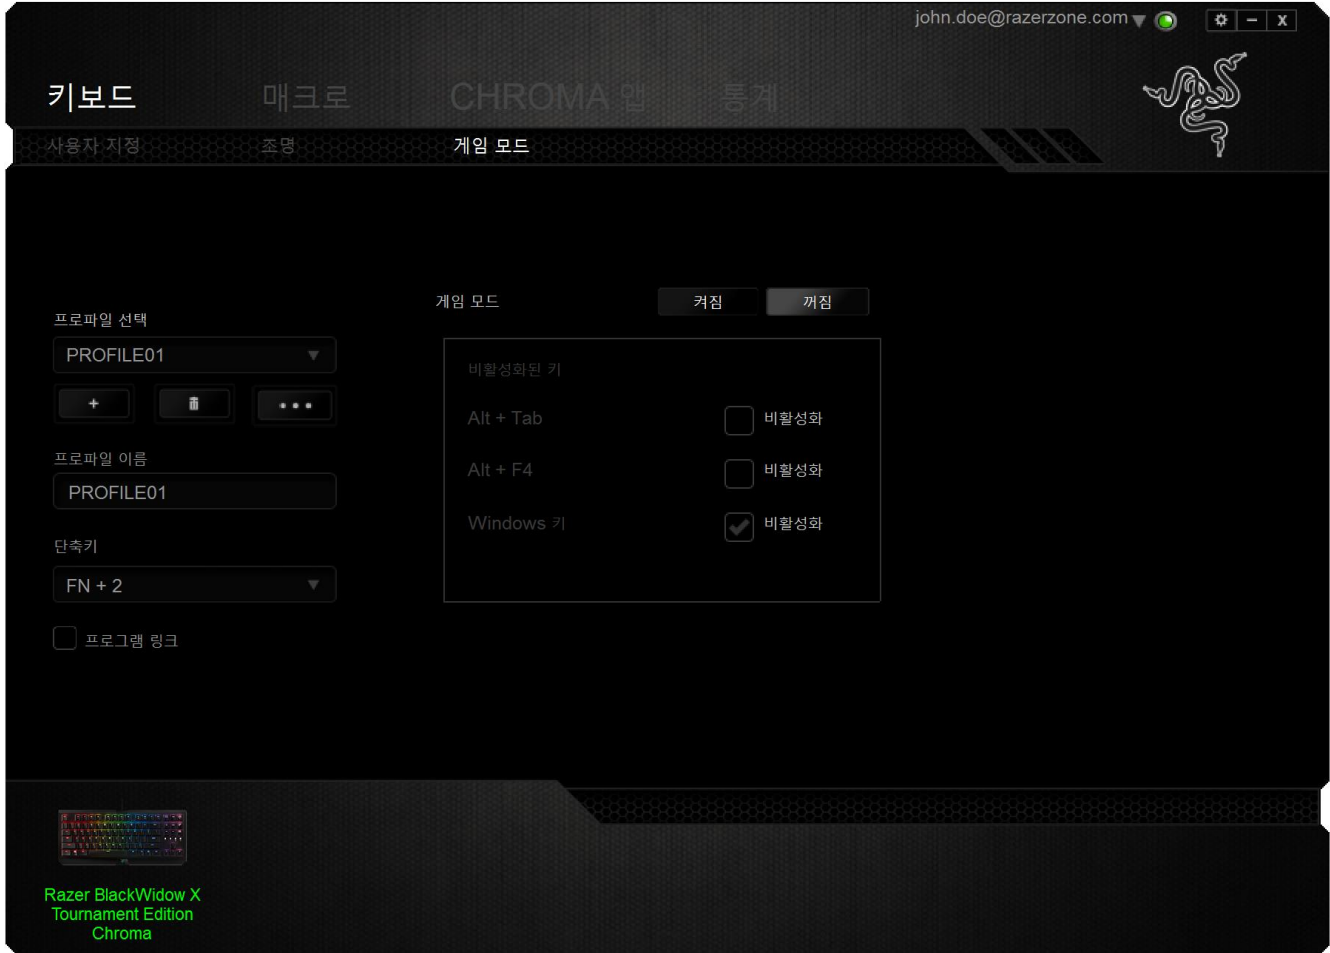 john.doe@razerzone.com
키보드 매크로 CHROMA 앱 통계
사용자 지정 조명 게임 모드
프로파일 선택
PROFILE01
프로파일 이름
PROFILE01
단축키
FN + 2
프로그램 링크
게임 모드 켜짐 꺼짐
비활성화된 키
Alt + Tab 비활성화
Alt + F4 비활성화
Windows 키 비활성화
Razer BlackWidow X
Tournament Edition
Chroma